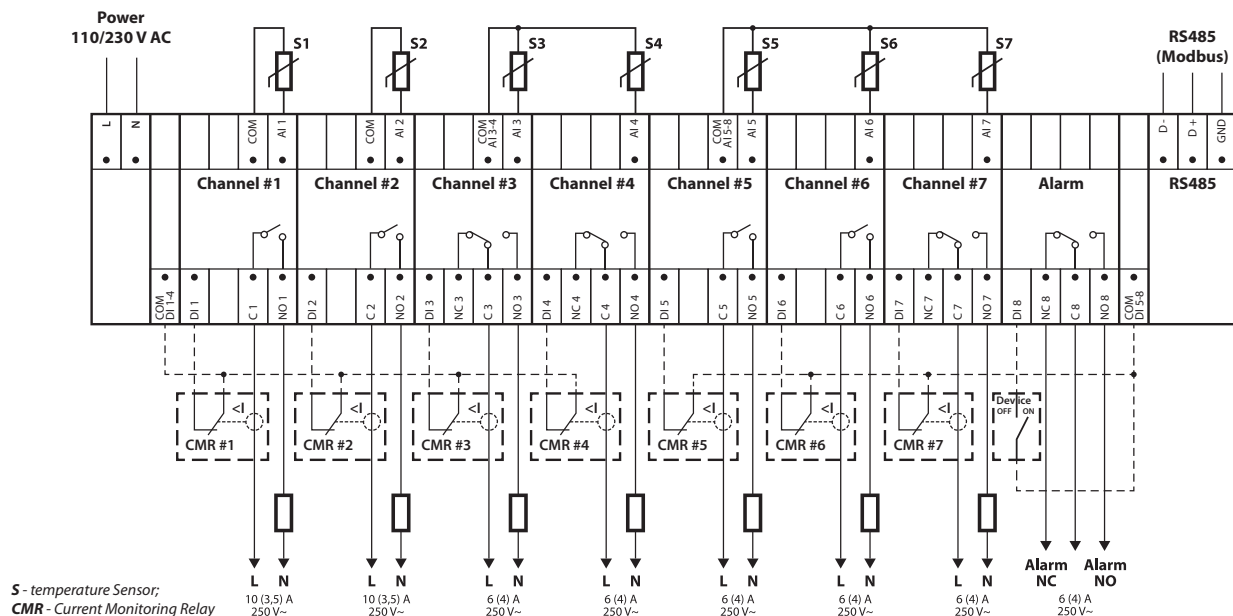 Power
110/230 V AC
S1
S2
S3
S4
S5
S6
S7
RS485
(Modbus)
L
N
COM
AI 1
COM
AI 2
COM
AI 3-4
AI 3
AI 4
COM
AI 5-8
AI 5
AI 6
AI 7
D -
D +
GND
Channel #1
Channel #2
Channel #3
Channel #4
Channel #5
Channel #6
Channel #7
Alarm
RS485
COM
DI 1-4
DI 1
C 1
NO 1
DI 2
C 2
NO 2
DI 3
NC 3
C 3
NO 3
DI 4
NC 4
C 4
NO 4
DI 5
C 5
NO 5
DI 6
C 6
NO 6
DI 7
NC 7
C 7
NO 7
DI 8
NC 8
C 8
NO 8
COM
DI 5-8
<I
CMR #1
<I
CMR #2
<I
CMR #3
<I
CMR #4
<I
CMR #5
<I
CMR #6
<I
CMR #7
Device
OFF ON
L N
10 (3,5) A
250 V~
L N
10 (3,5) A
250 V~
L N
6 (4) A
250 V~
L N
6 (4) A
250 V~
L N
6 (4) A
250 V~
L N
6 (4) A
250 V~
L N
6 (4) A
250 V~
Alarm
NC
Alarm
NO
6 (4) A
250 V~
S - temperature Sensor;
CMR - Current Monitoring Relay